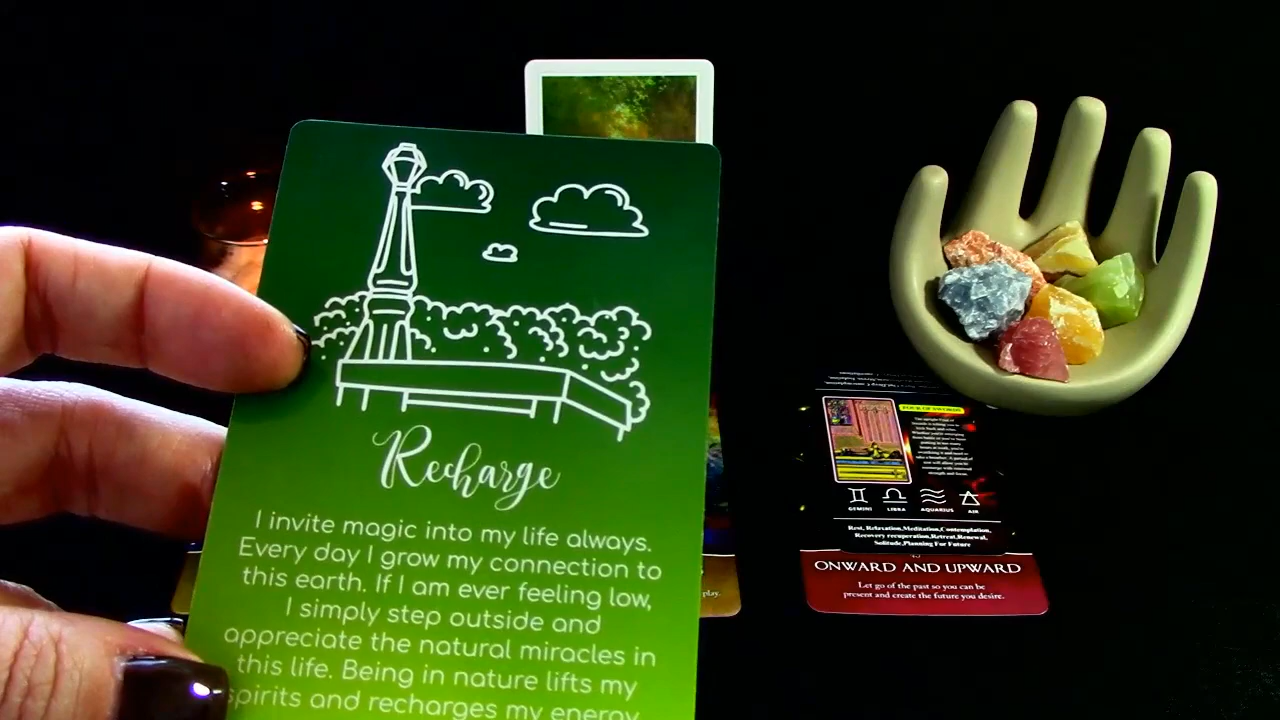 Recharge
I invite magic into my life always.
Every day I grow my connection to
this earth. If I am ever feeling low,
I simply step outside and
appreciate the natural miracles in
this life. Being in nature lifts my
spirits and recharges my energy
play.
FOUR OF SWORDS
GEMINI LIBRA AQUARIUS AIR
Rest, Relaxation,Meditation,Contemplation,
Recovery recuperation,Retreat,Renewal,
Solitude,Planning For Future
ONWARD AND UPWARD
Let go of the past so you can be
present and create the future you desire.